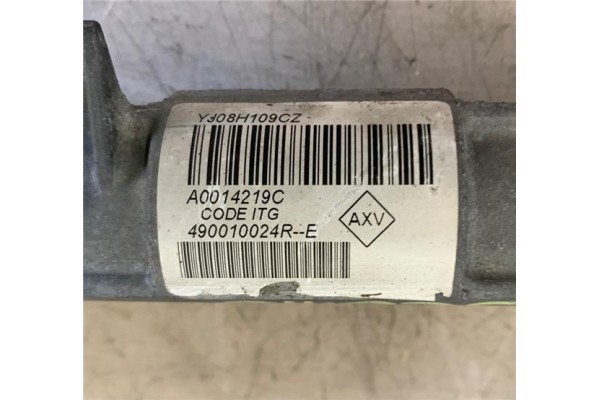 YJ08H109CZ
A0014219C
CODE ITG
AXV
490010024R--E